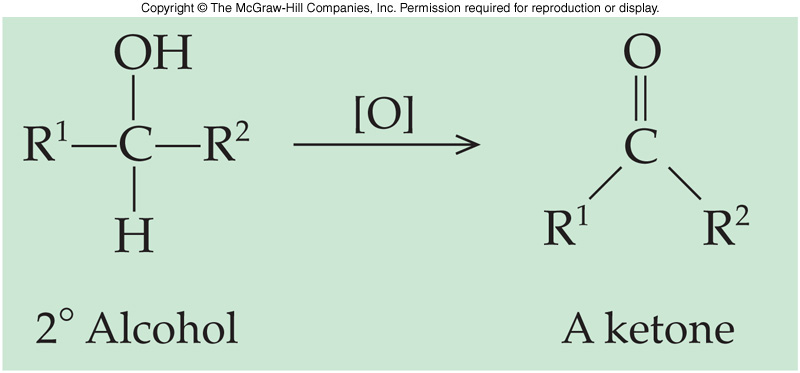 Copyright © The McGraw-Hill Companies, Inc. Permission required for reproduction or display.
OH
R¹—C—R²
H
[O]
O
C
R¹ R²
2° Alcohol
A ketone